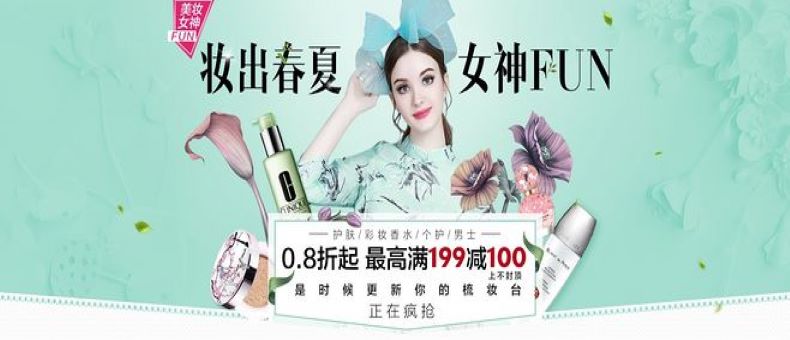 美妆
女神
FUN
妆出春夏 女神FUN
C
CLINIQUE
护肤/彩妆香水/个护/男士
0.8折起 最高满199减100
上不封顶
是时候更新你的梳妆台
正在疯抢